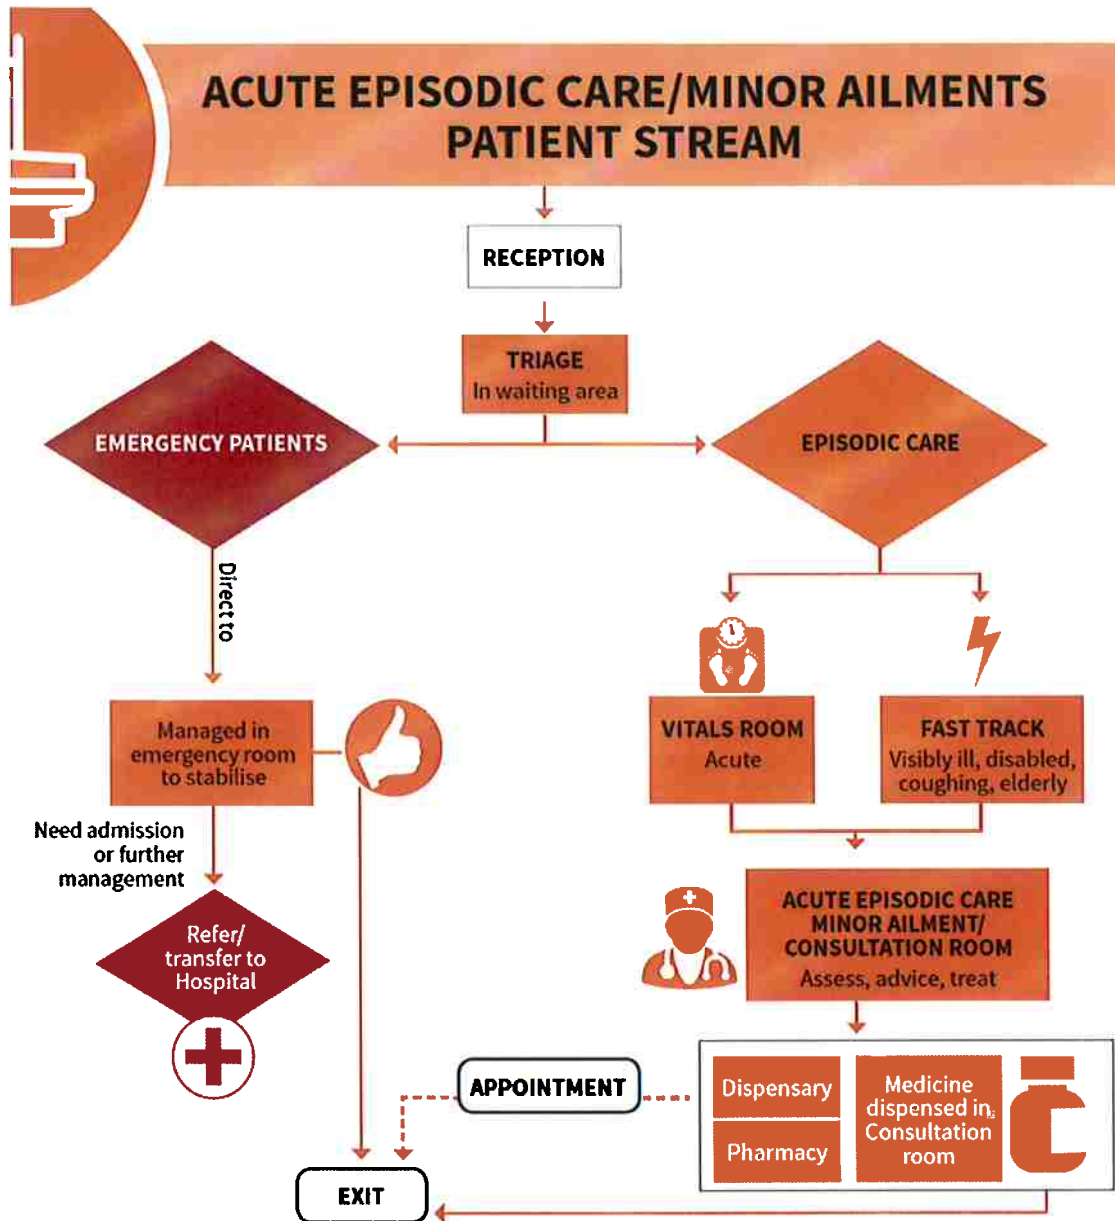 ACUTE EPISODIC CARE/MINOR AILMENTS
PATIENT STREAM
RECEPTION
TRIAGE
In waiting area
EMERGENCY PATIENTS
EPISODIC CARE
Direct to
Managed in
emergency room
to stabilise
VITALS ROOM
Acute
FAST TRACK
Visibly ill, disabled,
coughing, elderly
Need admission
or further
management
Refer/
transfer to
Hospital
ACUTE EPISODIC CARE
MINOR AILMENT/
CONSULTATION ROOM
Assess, advice, treat
APPOINTMENT
Dispensary
Pharmacy
Medicine
dispensed in
Consultation
room
EXIT